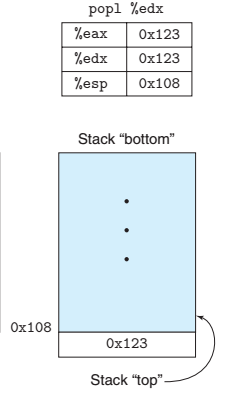 popl %edx
%eax 0x123
%edx 0x123
%esp 0x108
Stack “bottom”
0x108
0x123
Stack “top”